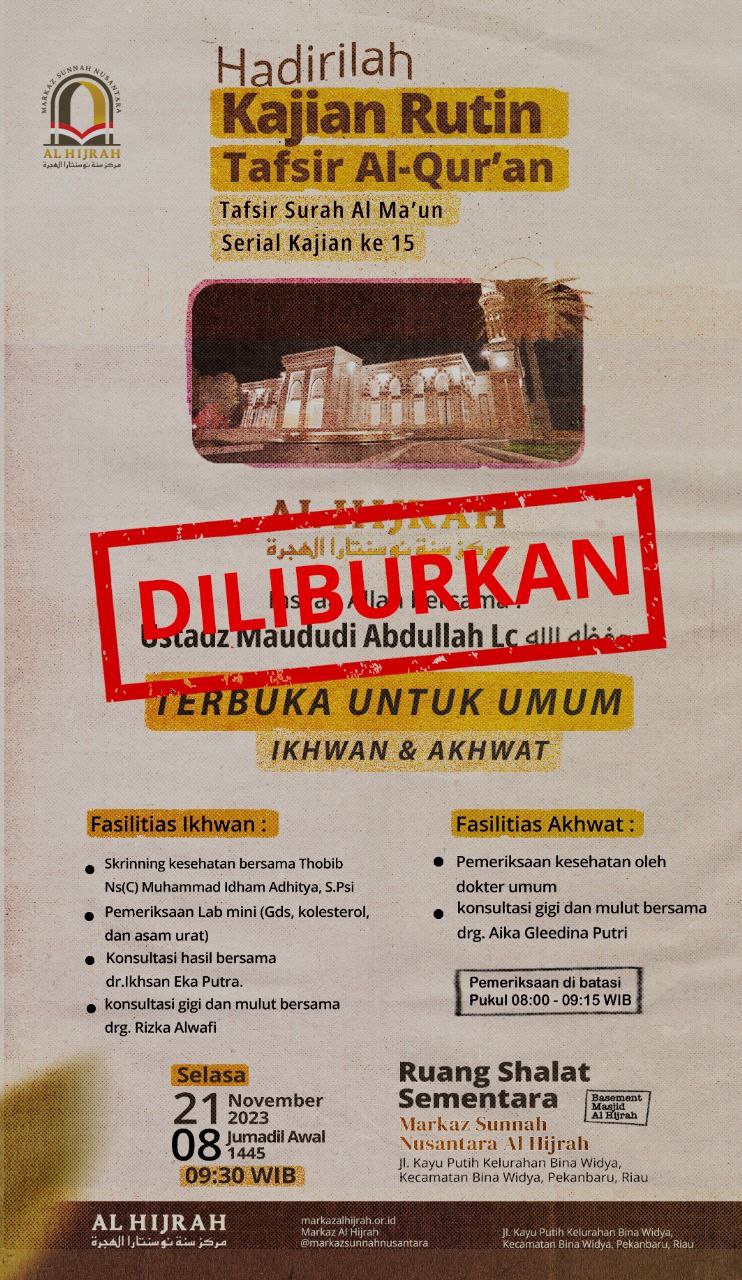 MARKAZ SUNNAH NUSANTARA
AL HIJRAH
مركز سنة نوسنتارا الهجرة
Hadirilah
Kajian Rutin
Tafsir Al-Qur'an
Tafsir Surah Al Ma'un
Serial Kajian ke 15
AL HIJRAH
مركز سنة نوسنتارا الهجرة
DILIBURKAN
Insyaa Allah bersama :
Ustadz Maududi Abdullah Lc حفظه الله
TERBUKA UNTUK UMUM
IKHWAN & AKHWAT
Fasilitias Ikhwan :
Skrinning kesehatan bersama Thobib
Ns(C) Muhammad Idham Adhitya, S.Psi
Pemeriksaan Lab mini (Gds, kolesterol,
dan asam urat)
Konsultasi hasil bersama
dr.Ikhsan Eka Putra.
konsultasi gigi dan mulut bersama
drg. Rizka Alwafi
Fasilitias Akhwat :
Pemeriksaan kesehatan oleh
dokter umum
konsultasi gigi dan mulut bersama
drg. Aika Gleedina Putri
Pemeriksaan di batasi
Pukul 08:00 - 09:15 WIB
Selasa
21 November
2023
08 Jumadil Awal
1445
09:30 WIB
Ruang Shalat
Sementara
Basement
Masjid
Al Hijrah
Markaz Sunnah
Nusantara Al Hijrah
Jl. Kayu Putih Kelurahan Bina Widya,
Kecamatan Bina Widya, Pekanbaru, Riau
AL HIJRAH
مركز سنة نوسنتارا الهجرة
markazalhijrah.or.id
Markaz Al Hijrah
@markazsunnahnusantara
Jl. Kayu Putih Kelurahan Bina Widya,
Kecamatan Bina Widya, Pekanbaru, Riau